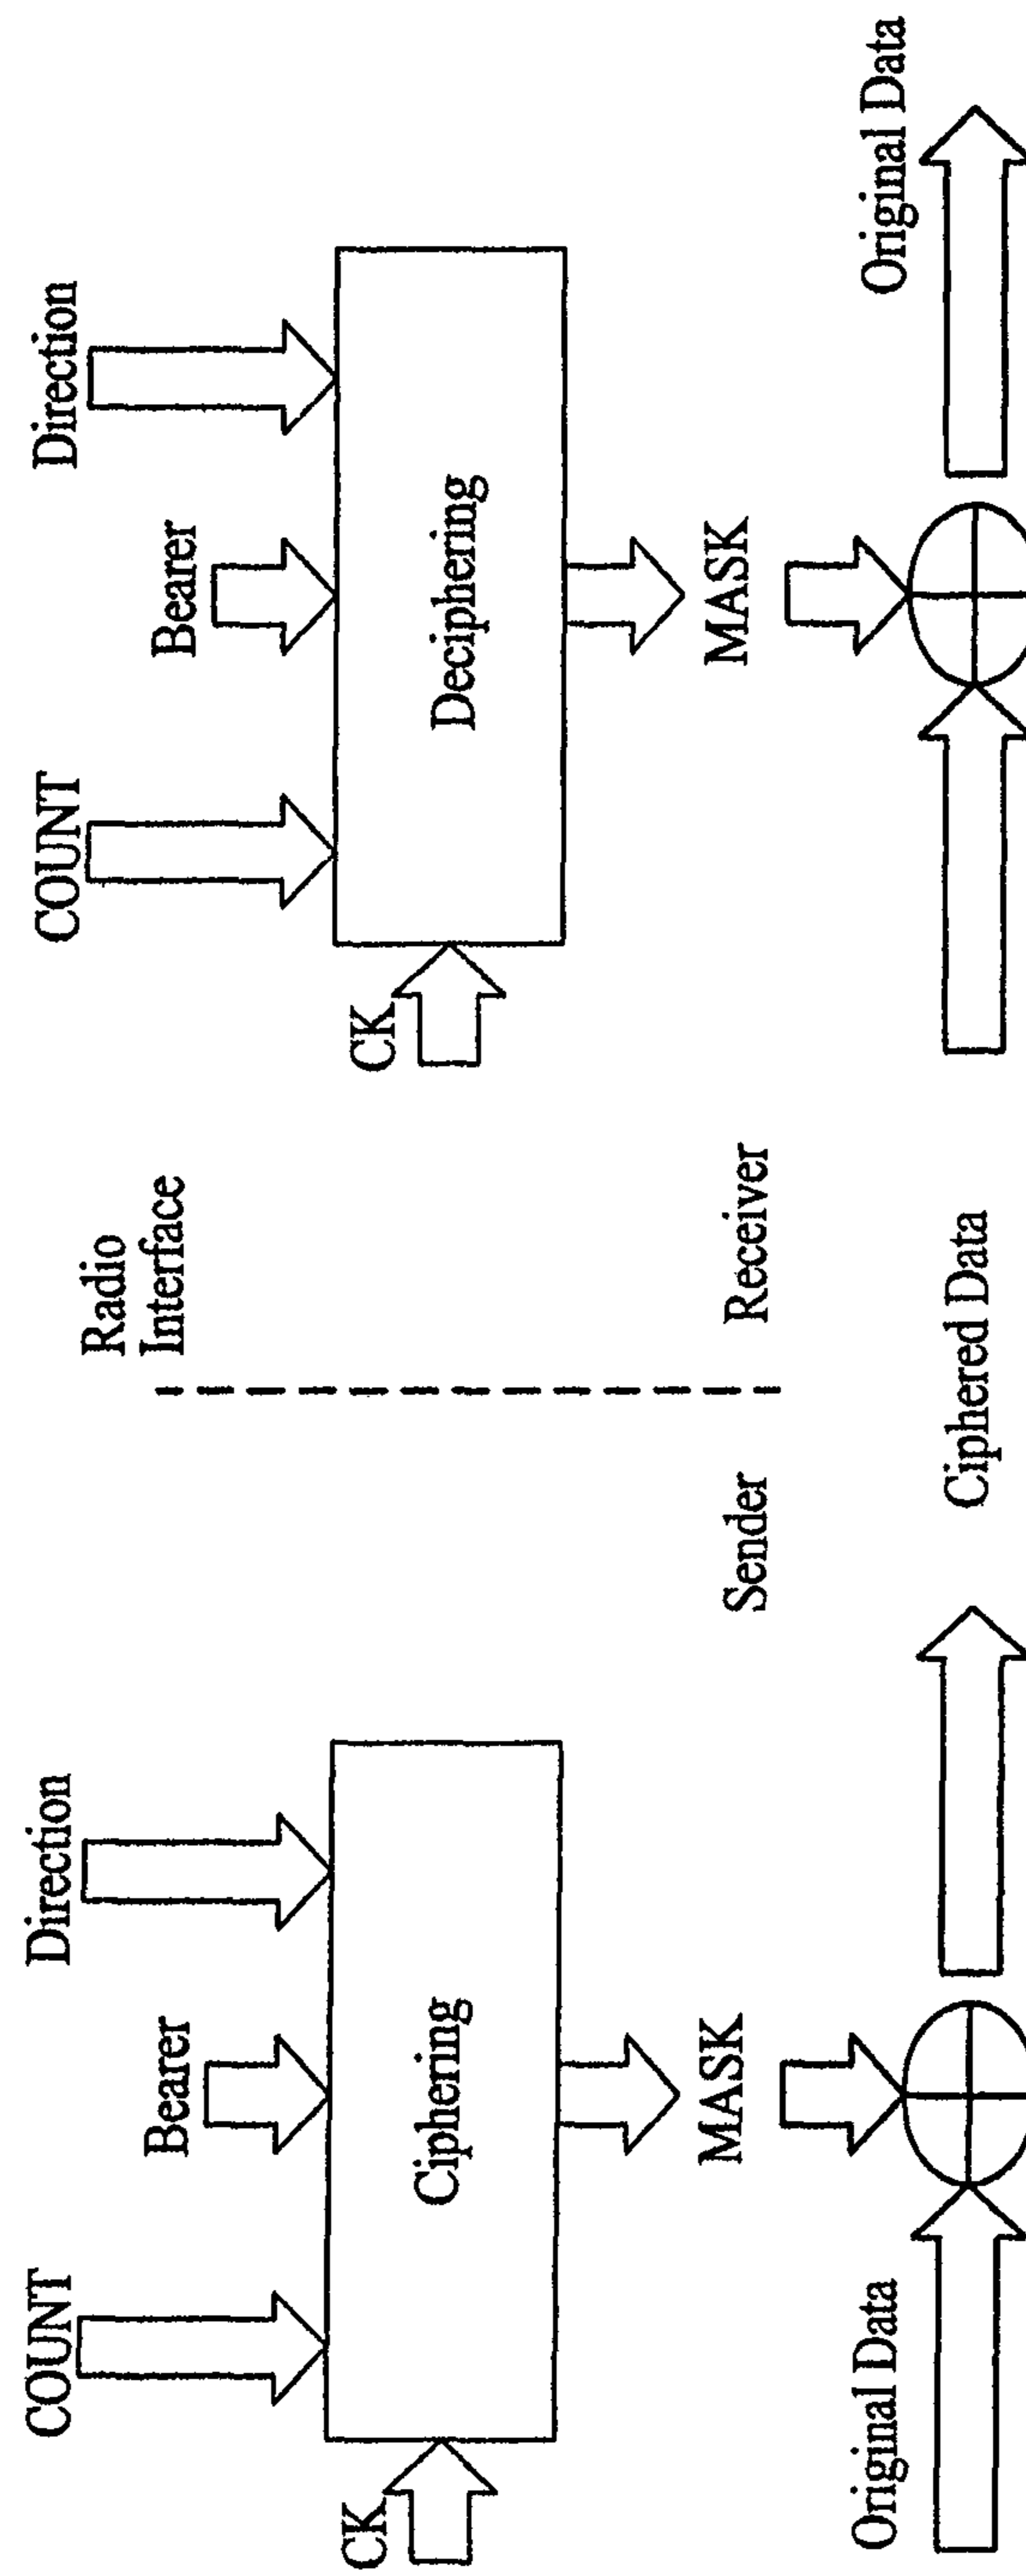 COUNT
Bearer
Direction
CK
Ciphering
MASK
Original Data
Sender
Radio
Interface
Receiver
Ciphered Data
COUNT
Bearer
Direction
CK
Deciphering
MASK
Original Data